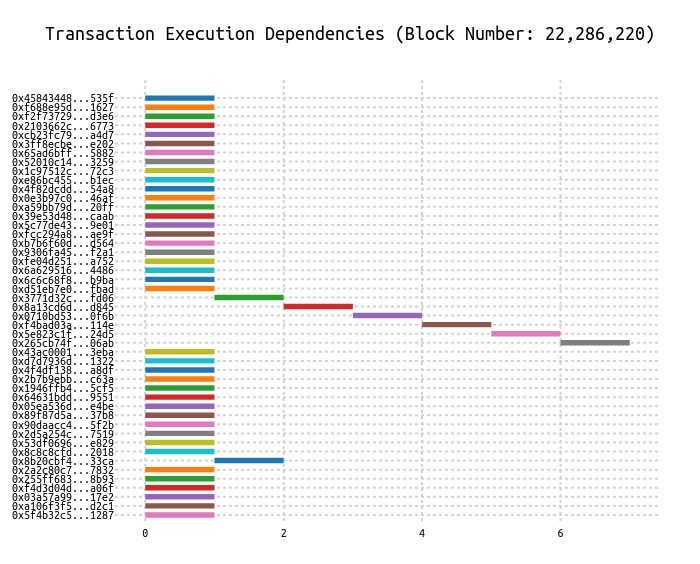 Transaction Execution Dependencies (Block Number: 22,286,220)
0x45843448...535f
0xf688e95d...1627
0xf2f73729...d3e6
0x2103662c...6773
0xcb23fc79...a4d7
0x3ff8ecbe...e202
0x65ad6bff...5882
0x52010c14...3259
0x1c97512c...72c3
0xe86bc455...b1ec
0x4f82dcdd...54a8
0x0e3b97c0...46af
0xa59bb79d...20ff
0x39e53d48...caab
0x5c77de43...9e01
0xfcc294a8...ae9f
0xb7b6f60d...d564
0x9306fa45...f2a1
0xfe04d251...a752
0x6a629516...4486
0x6c6c68f8...b9ba
0xd51eb7e0...fbad
0x3771d32c...fd06
0x8a13cd6d...d845
0x0710bd53...0f6b
0xf4bad03a...114e
0x5e823c1f...24d5
0x265cb74f...06ab
0x43ac0001...3eba
0xd7d7936d...1322
0x4f4df138...a8df
0x2b7b9ebb...c63a
0x1946ffb4...5cf5
0x64631bdd...9551
0x05ea536d...e4be
0x89f87d5a...37b8
0x90daacc4...5f2b
0x2d5a254c...7519
0x53df0696...e829
0x8c8c8cfd...2018
0x8b20cbf4...33ca
0x2a2c80c7...7832
0x255ff683...8b93
0xf4d3d04d...a06f
0x03a57a99...17e2
0xa106f3f5...d2c1
0x5f4b32c5...1287
0 2 4 6